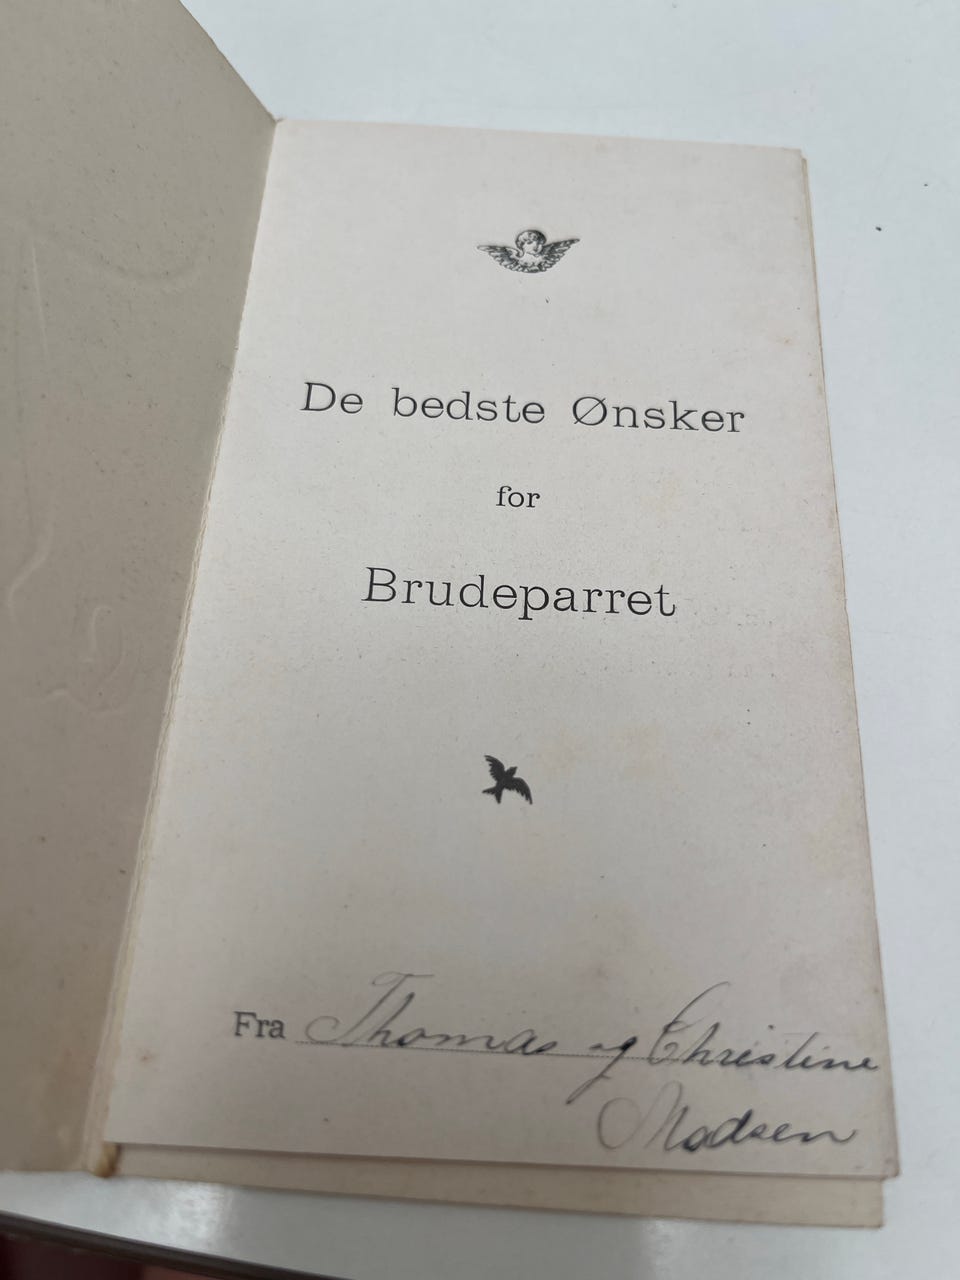 De bedste Ønsker
for
Brudeparret
Fra Thomas og Christine
Madsen